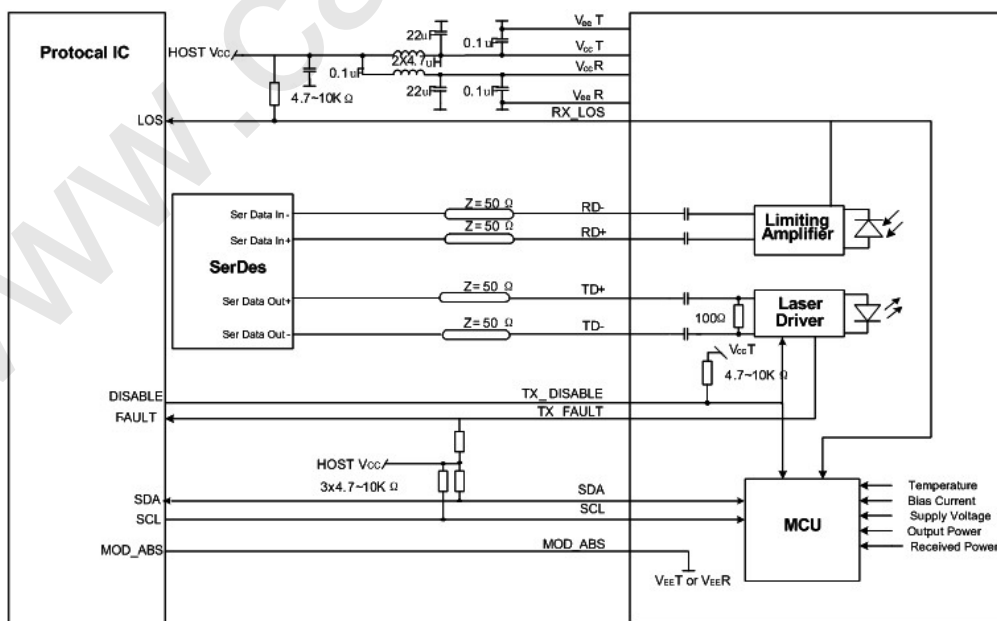 Protocal IC
HOST Vcc
22uF
0.1uF
VeeT
VccT
2X4.7uH
0.1uF
VccR
4.7~10K Ω
22uF
0.1uF
VeeR
LOS
RX_LOS
SerDes
Ser Data In -
Z= 50 Ω
RD-
Ser Data In+
Z= 50 Ω
RD+
Limiting
Amplifier
Ser Data Out+
Z= 50 Ω
TD+
Ser Data Out -
Z= 50 Ω
TD-
100Ω
Laser
Driver
VccT
4.7~10K Ω
DISABLE
TX_DISABLE
FAULT
TX_FAULT
HOST Vcc
3x4.7~10K Ω
SDA
SDA
SCL
SCL
MCU
Temperature
Bias Current
Supply Voltage
Output Power
Received Power
MOD_ABS
MOD_ABS
VEET or VEER
www.c